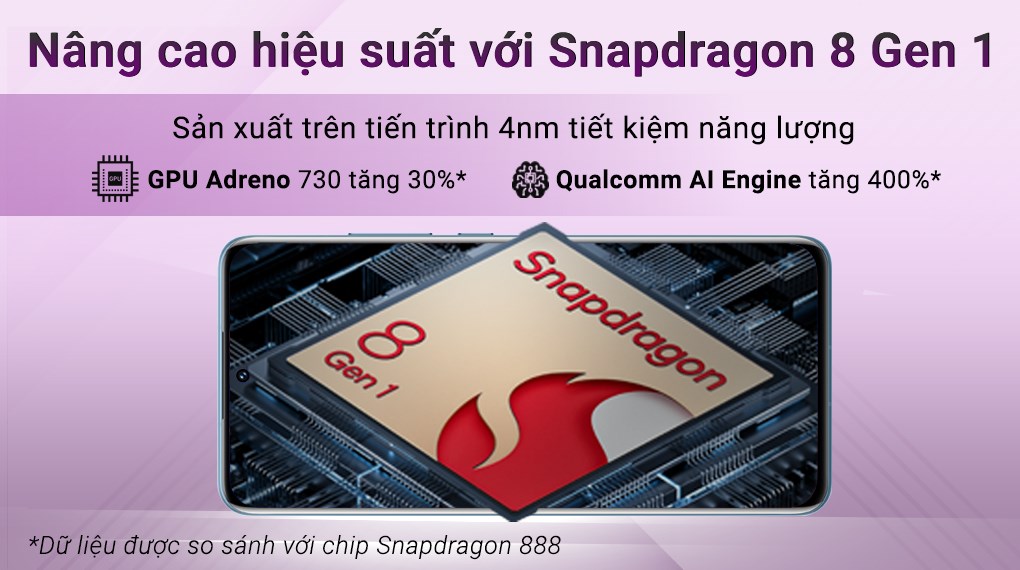 Nâng cao hiệu suất với Snapdragon 8 Gen 1
Sản xuất trên tiến trình 4nm tiết kiệm năng lượng
GPU
GPU Adreno 730 tăng 30%*
Qualcomm AI Engine tăng 400%*
Snapdragon
8
Gen 1
*Dữ liệu được so sánh với chip Snapdragon 888